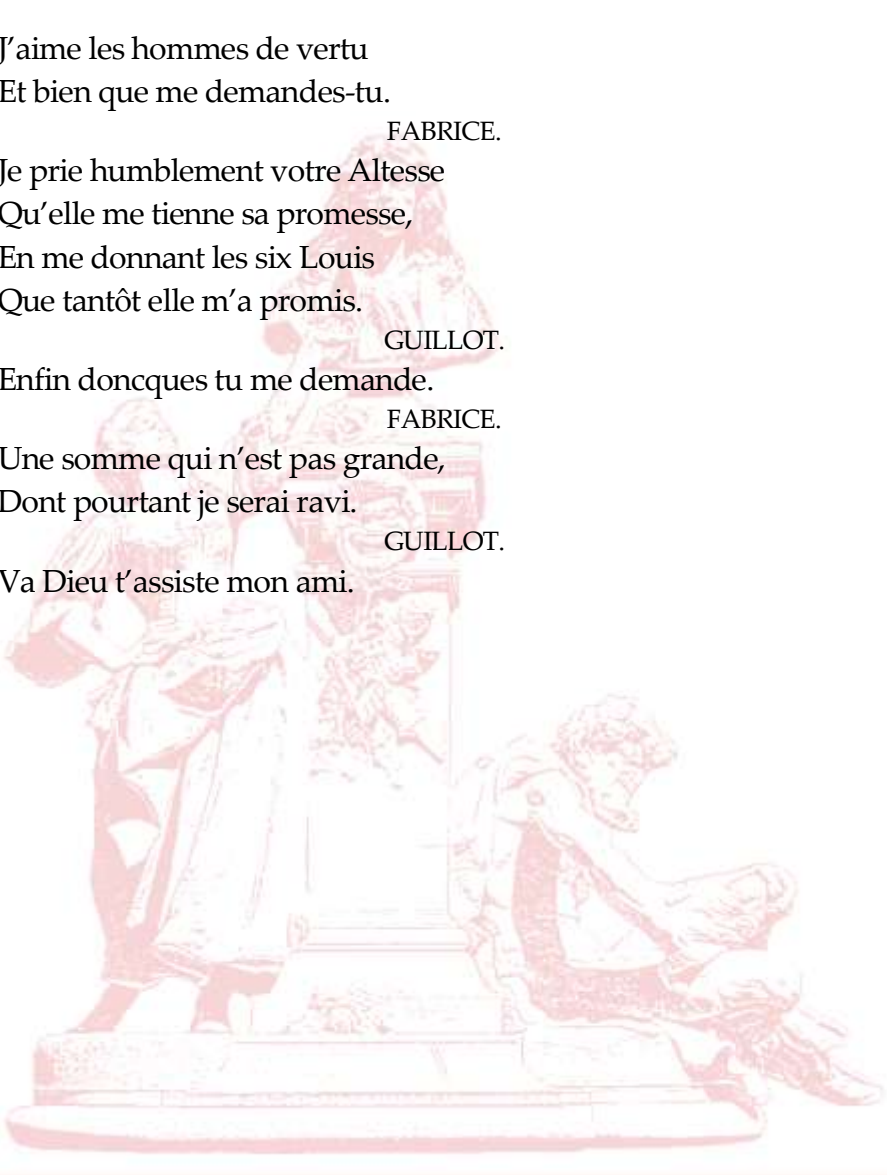 J’aime les hommes de vertu
Et bien que me demandes-tu.
FABRICE.
Je prie humblement votre Altesse
Qu’elle me tienne sa promesse,
En me donnant les six Louis
Que tantôt elle m’a promis.
GUILLOT.
Enfin doncques tu me demande.
FABRICE.
Une somme qui n’est pas grande,
Dont pourtant je serai ravi.
GUILLOT.
Va Dieu t’assiste mon ami.